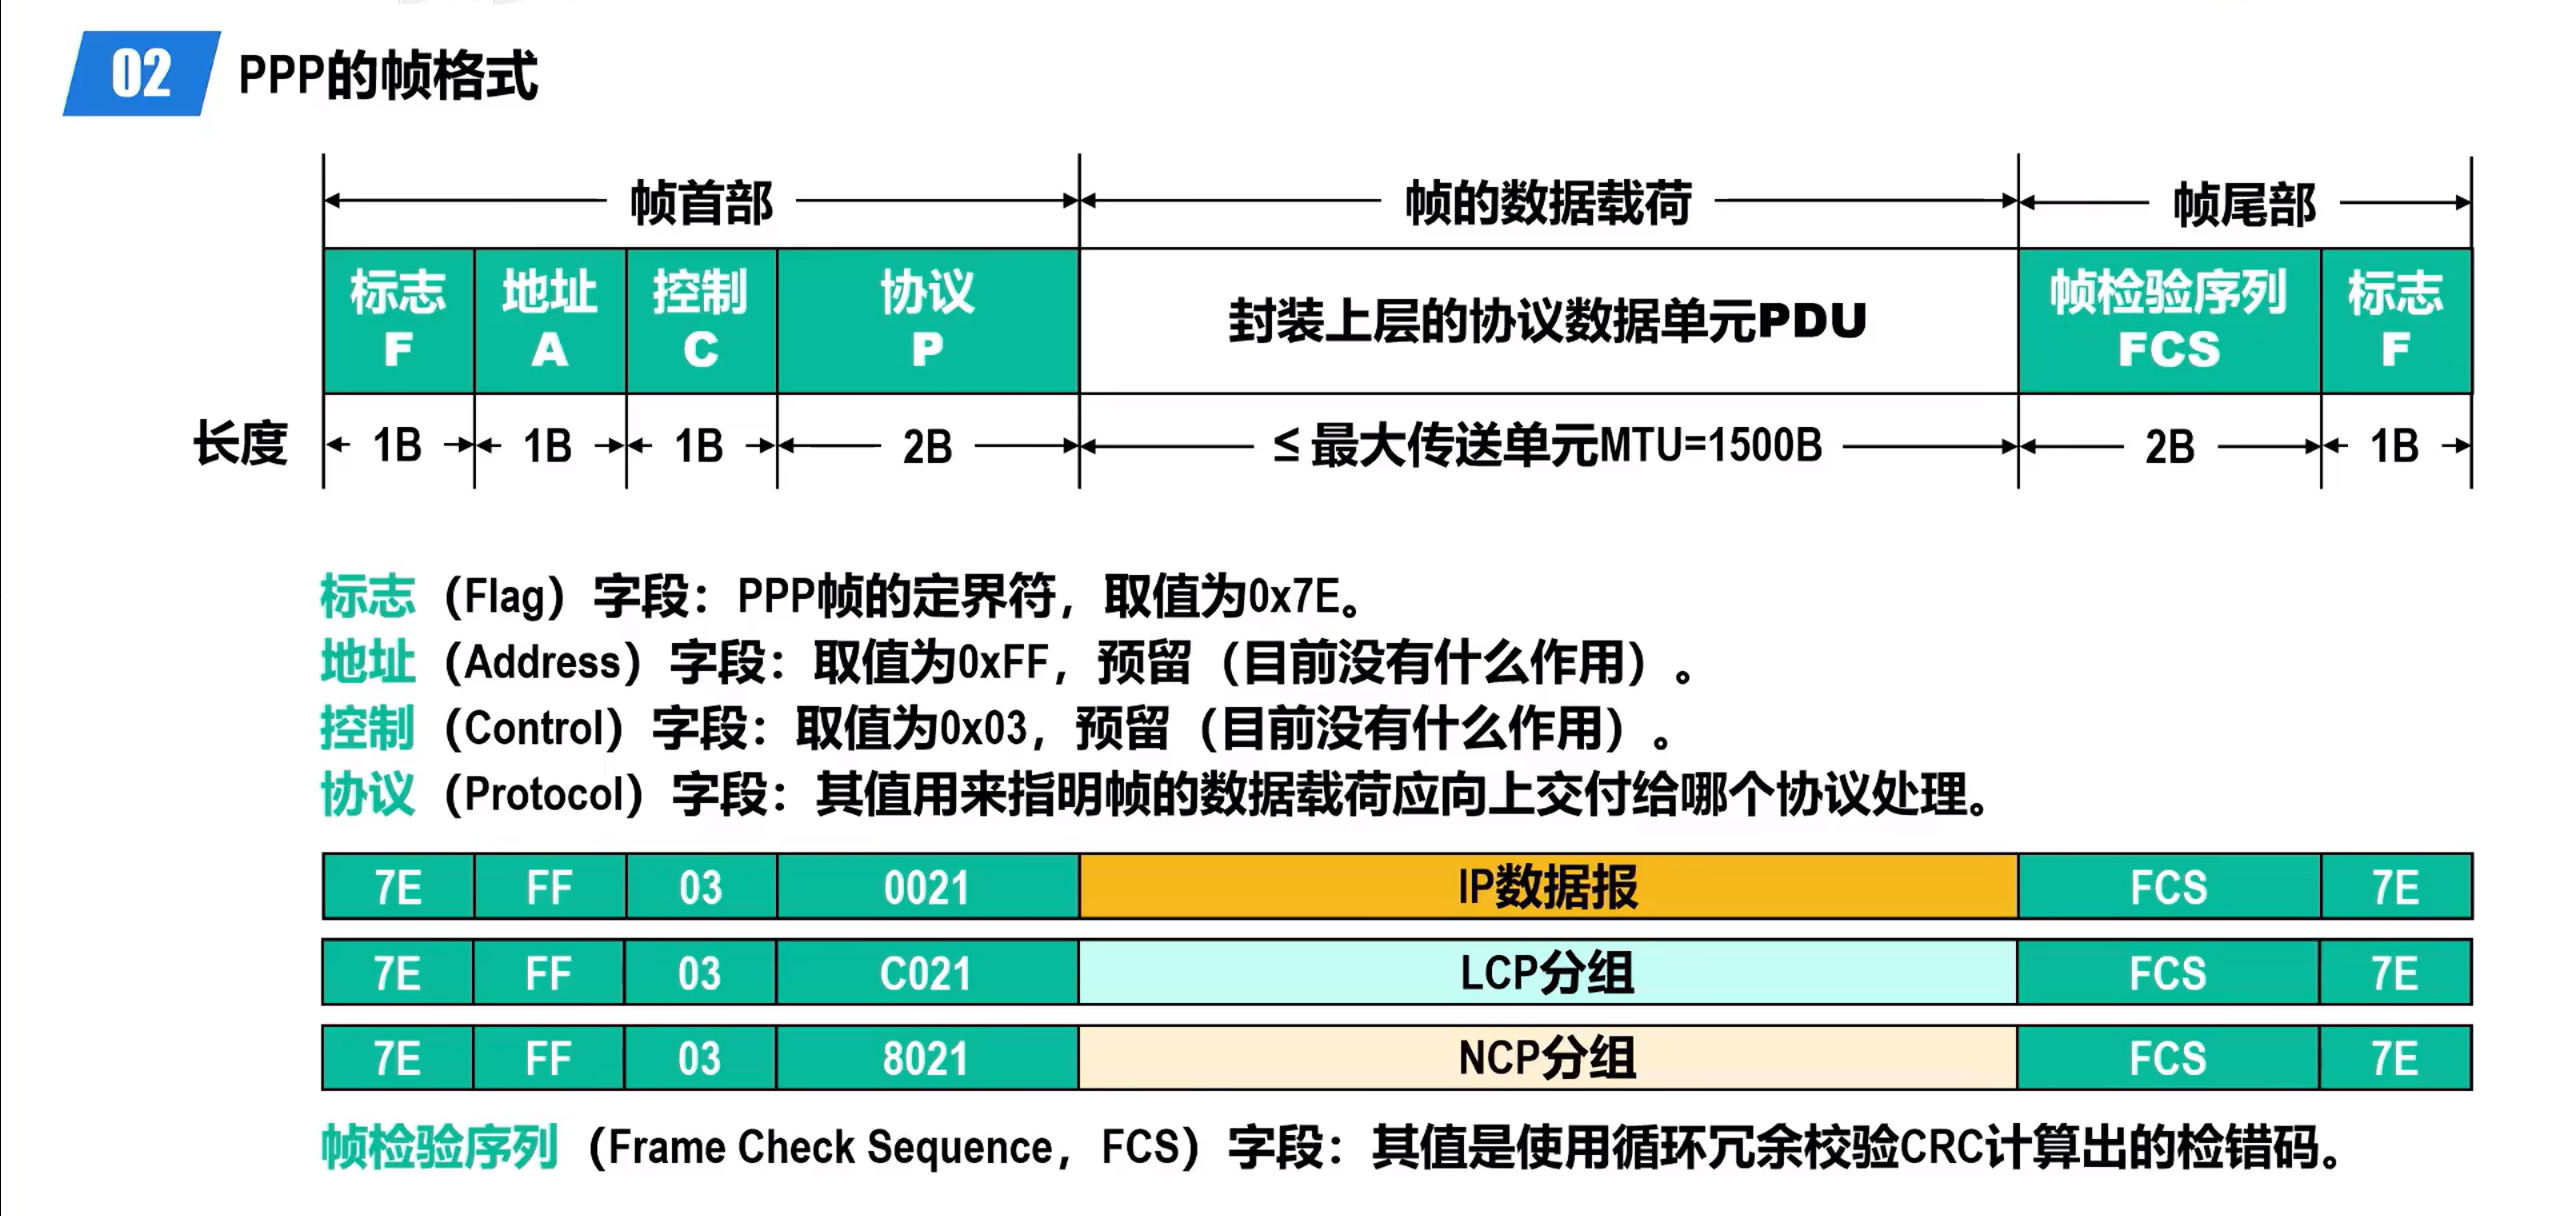 02 PPP的帧格式
帧首部 帧的数据载荷 帧尾部
标志 地址 控制 协议 封装上层的协议数据单元PDU 帧检验序列 标志
F A C P FCS F
长度 1B 1B 1B 2B ≤ 最大传送单元MTU=1500B 2B 1B
标志（Flag）字段：PPP帧的定界符，取值为0x7E。
地址（Address）字段：取值为0xFF，预留（目前没有什么作用）。
控制（Control）字段：取值为0x03，预留（目前没有什么作用）。
协议（Protocol）字段：其值用来指明帧的数据载荷应向上交付给哪个协议处理。
7E FF 03 0021 IP数据报 FCS 7E
7E FF 03 C021 LCP分组 FCS 7E
7E FF 03 8021 NCP分组 FCS 7E
帧检验序列（Frame Check Sequence，FCS）字段：其值是使用循环冗余校验CRC计算出的检错码。